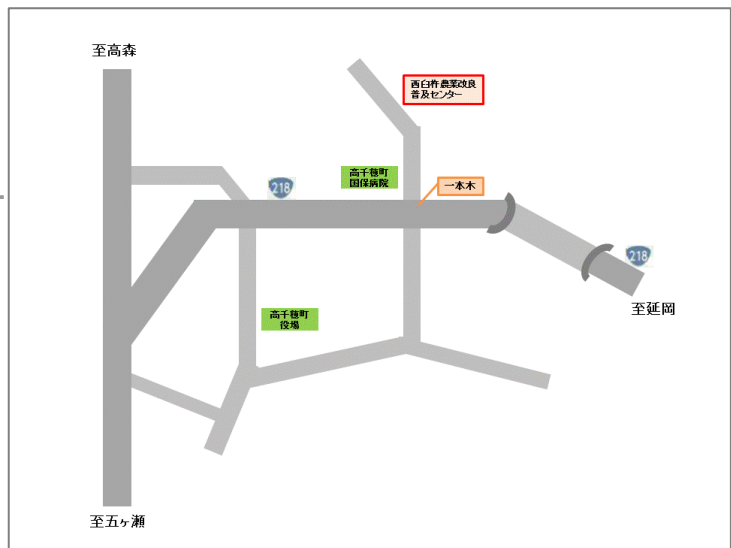 至高森
西臼杵農業改良
普及センター
高千穂町
国保病院
一本木
218
218
至延岡
高千穂町
役場
至五ヶ瀬